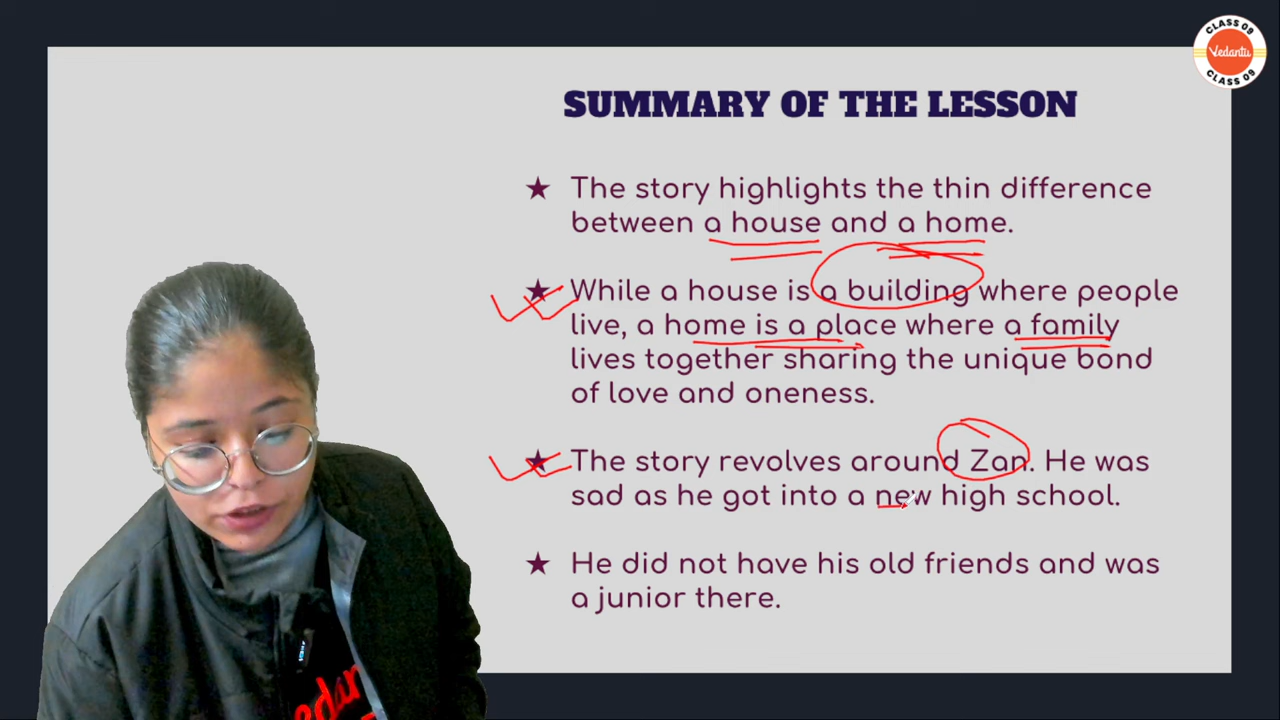 CLASS 09
Vedantu
CLASS 09
SUMMARY OF THE LESSON
★ The story highlights the thin difference
between a house and a home.
★ While a house is a building where people
live, a home is a place where a family
lives together sharing the unique bond
of love and oneness.
★ The story revolves around Zan. He was
sad as he got into a new high school.
★ He did not have his old friends and was
a junior there.